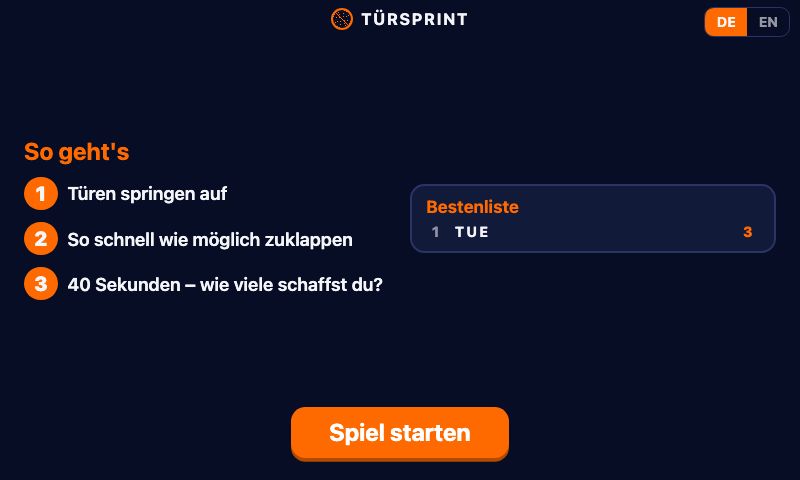 TÜRSPRINT
DE EN
So geht's
1 Türen springen auf
2 So schnell wie möglich zuklappen
3 40 Sekunden – wie viele schaffst du?
Bestenliste
1 TUE 3
Spiel starten